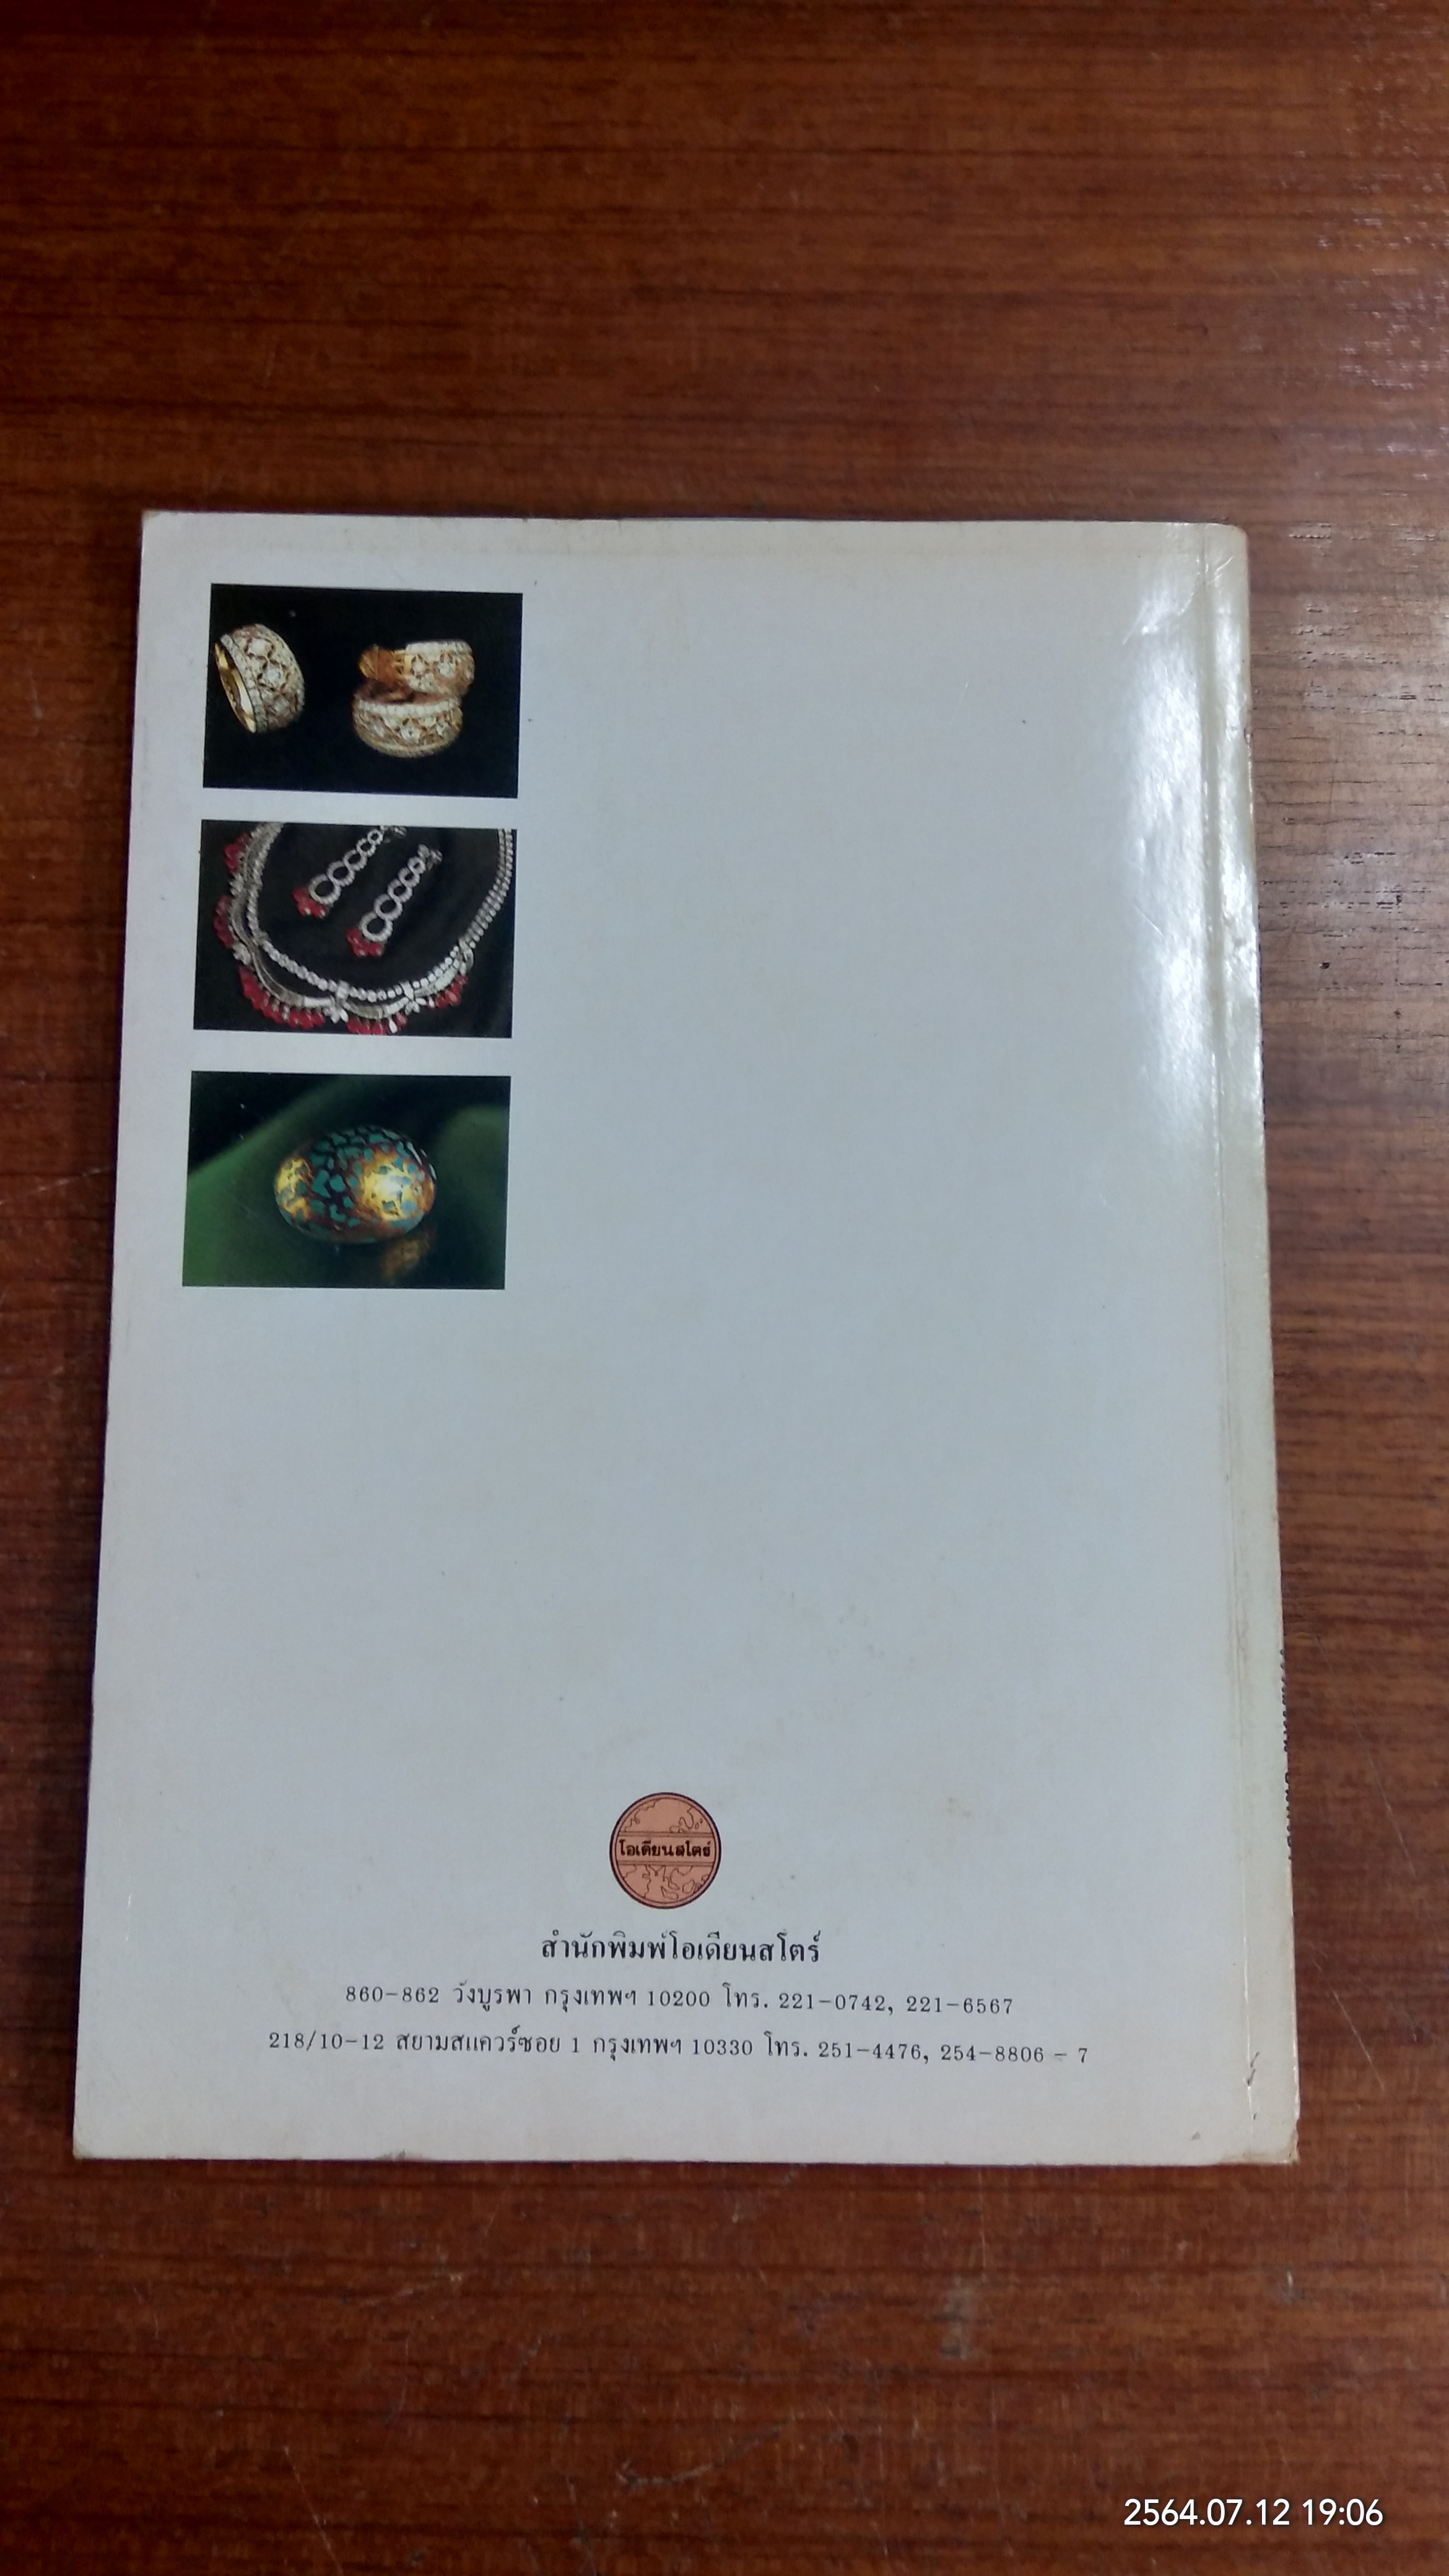 โอเดียนสโตร์
สำนักพิมพ์โอเดียนสโตร์
860-862 วังบูรพา กรุงเทพฯ 10200 โทร. 221-0742, 221-6567
218/10-12 สยามสแควร์ซอย 1 กรุงเทพฯ 10330 โทร. 251-4476, 254-8806 - 7
2564.07.12 19:06